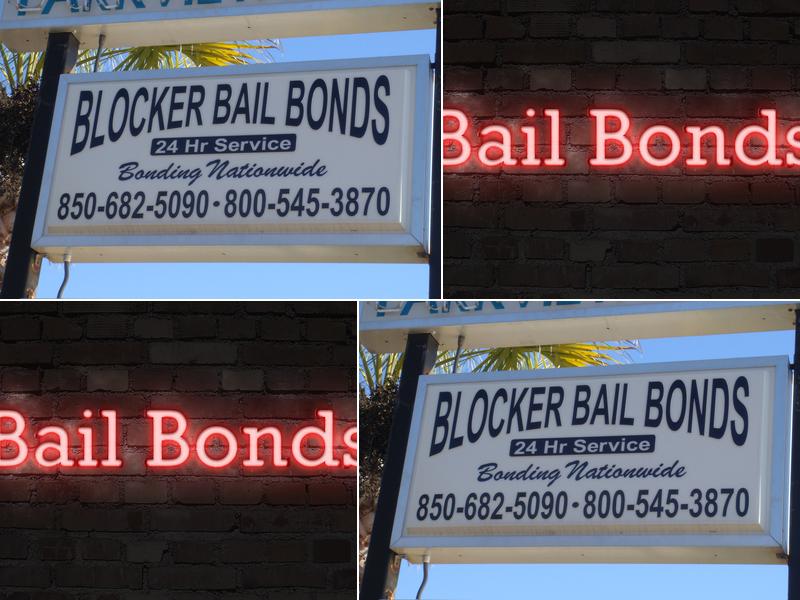 BLOCKER BAIL BONDS
24 Hr Service
Bonding Nationwide
850-682-5090 · 800-545-3870
Bail Bonds
Bail Bonds
BLOCKER BAIL BONDS
24 Hr Service
Bonding Nationwide
850-682-5090 · 800-545-3870